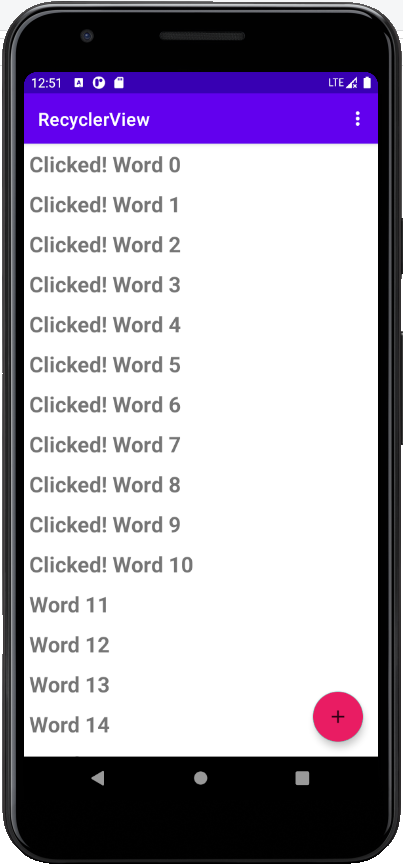 12:51 LTE
RecyclerView
Clicked! Word 0
Clicked! Word 1
Clicked! Word 2
Clicked! Word 3
Clicked! Word 4
Clicked! Word 5
Clicked! Word 6
Clicked! Word 7
Clicked! Word 8
Clicked! Word 9
Clicked! Word 10
Word 11
Word 12
Word 13
Word 14